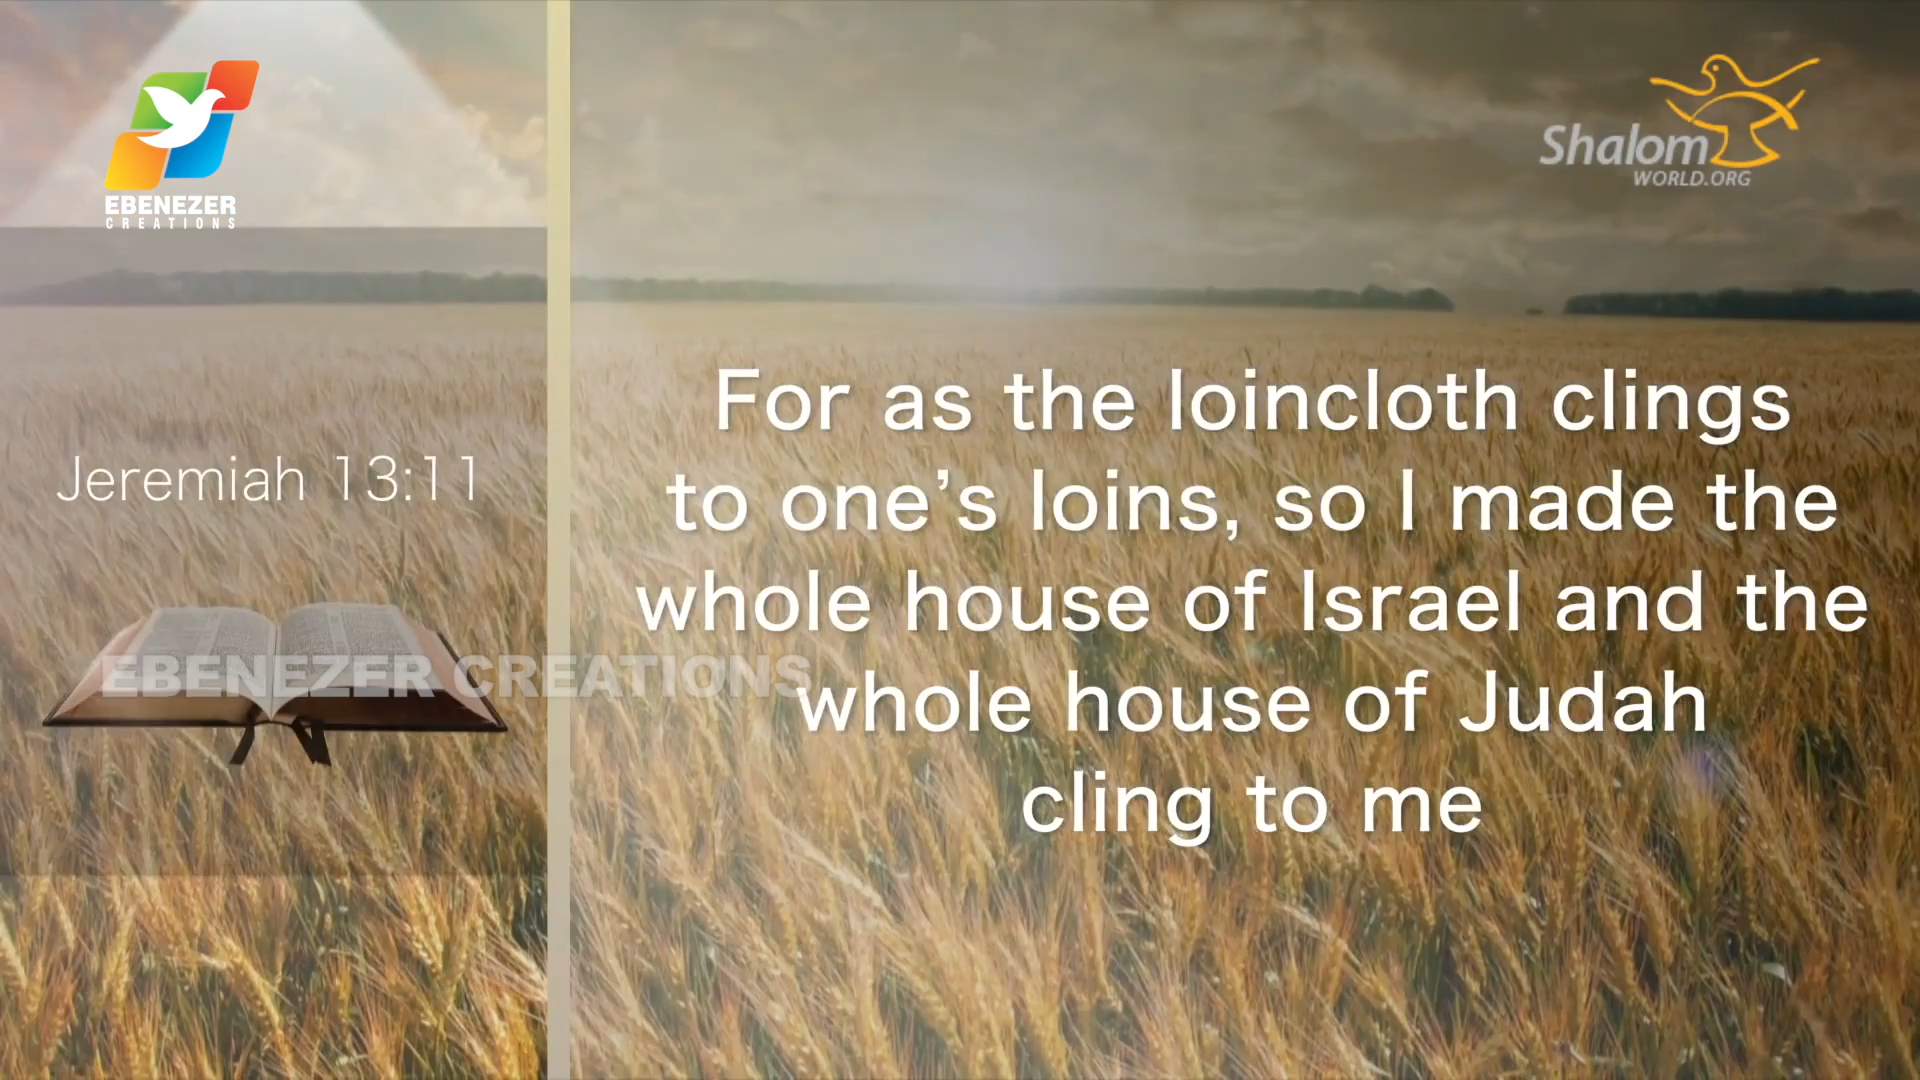 EBENEZER
CREATIONS
Shalom
WORLD.ORG
Jeremiah 13:11
For as the loincloth clings
to one’s loins, so I made the
whole house of Israel and the
whole house of Judah
cling to me
EBENEZER CREATIONS